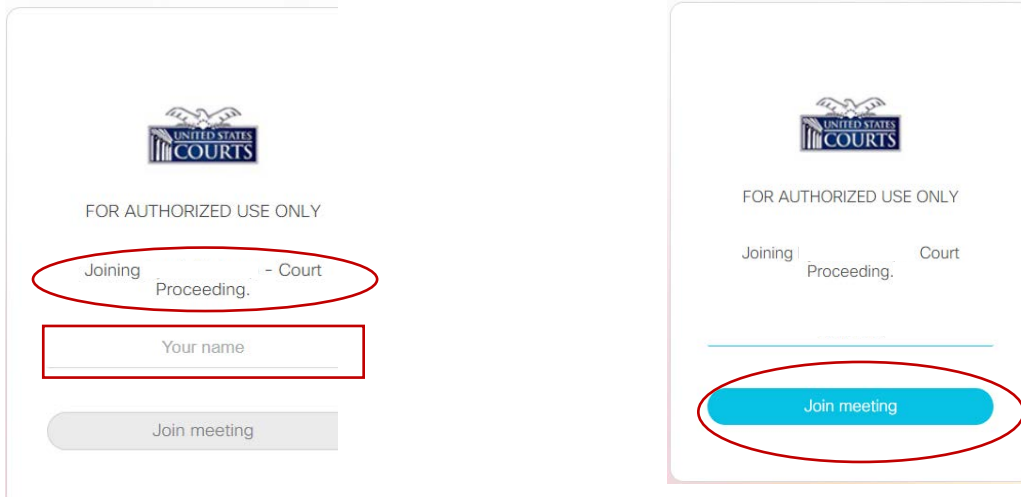 UNITED STATES
COURTS
FOR AUTHORIZED USE ONLY
Joining - Court
Proceeding.
Your name
Join meeting
UNITED STATES
COURTS
FOR AUTHORIZED USE ONLY
Joining Court
Proceeding.
Join meeting